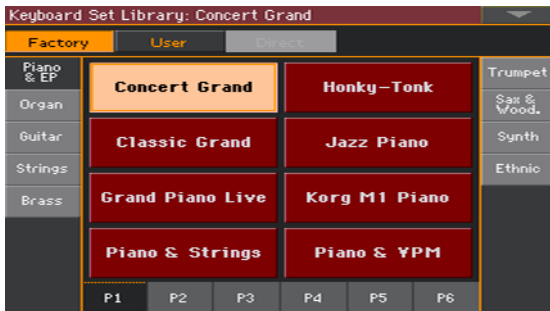 Keyboard Set Library: Concert Grand
Factory
User
Direct
Piano
& EP
Organ
Guitar
Strings
Brass
Concert Grand
Honky-Tonk
Classic Grand
Jazz Piano
Grand Piano Live
Korg M1 Piano
Piano & Strings
Piano & VPM
Trumpet
Sax &
Wood.
Synth
Ethnic
P1
P2
P3
P4
P5
P6